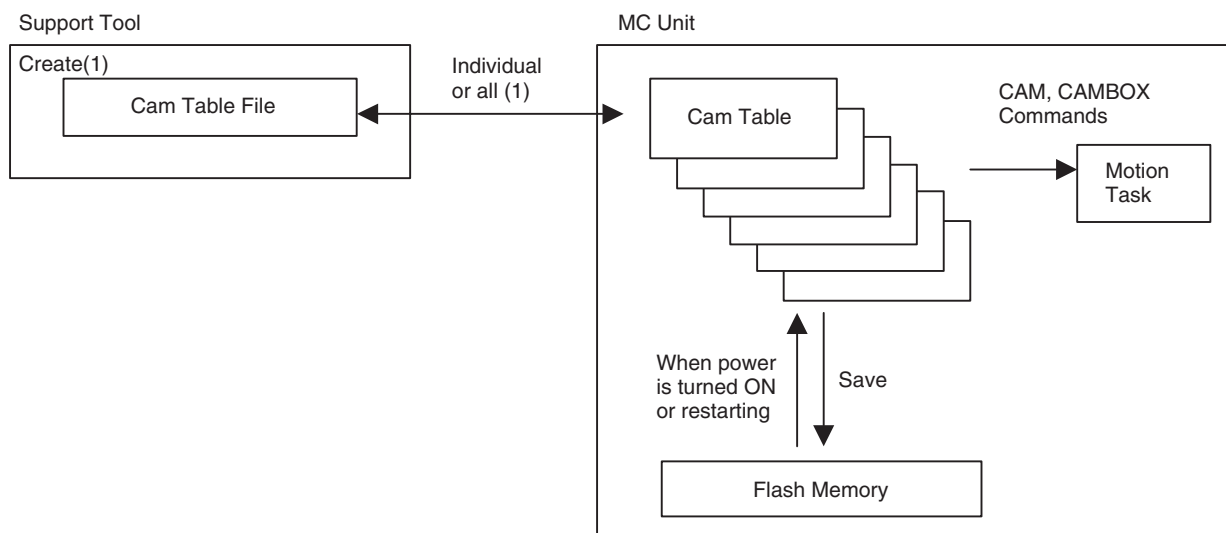 Support Tool
Create(1)
Cam Table File
Individual
or all (1)
MC Unit
Cam Table
CAM, CAMBOX
Commands
Motion
Task
When power
is turned ON
or restarting
Save
Flash Memory